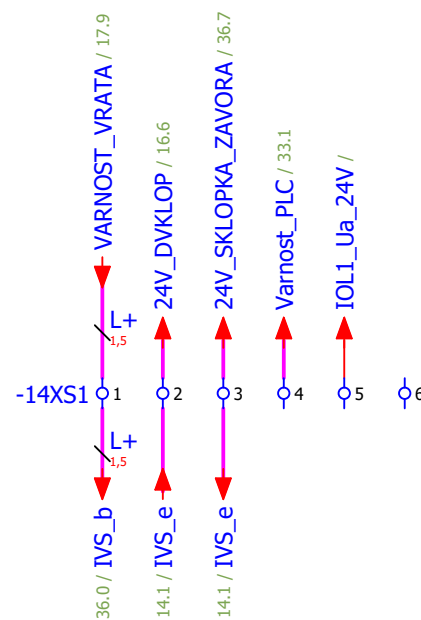 VARNOST_VRATA / 17.9
24V_DVKLOP / 16.6
24V_SKLOPKA_ZAVORA / 36.7
Varnost_PLC / 33.1
IOL1_Ua_24V /
L+
1,5
-14XS1 1 2 3 4 5 6
L+
1,5
36.0 / IVS_b
14.1 / IVS_e
14.1 / IVS_e